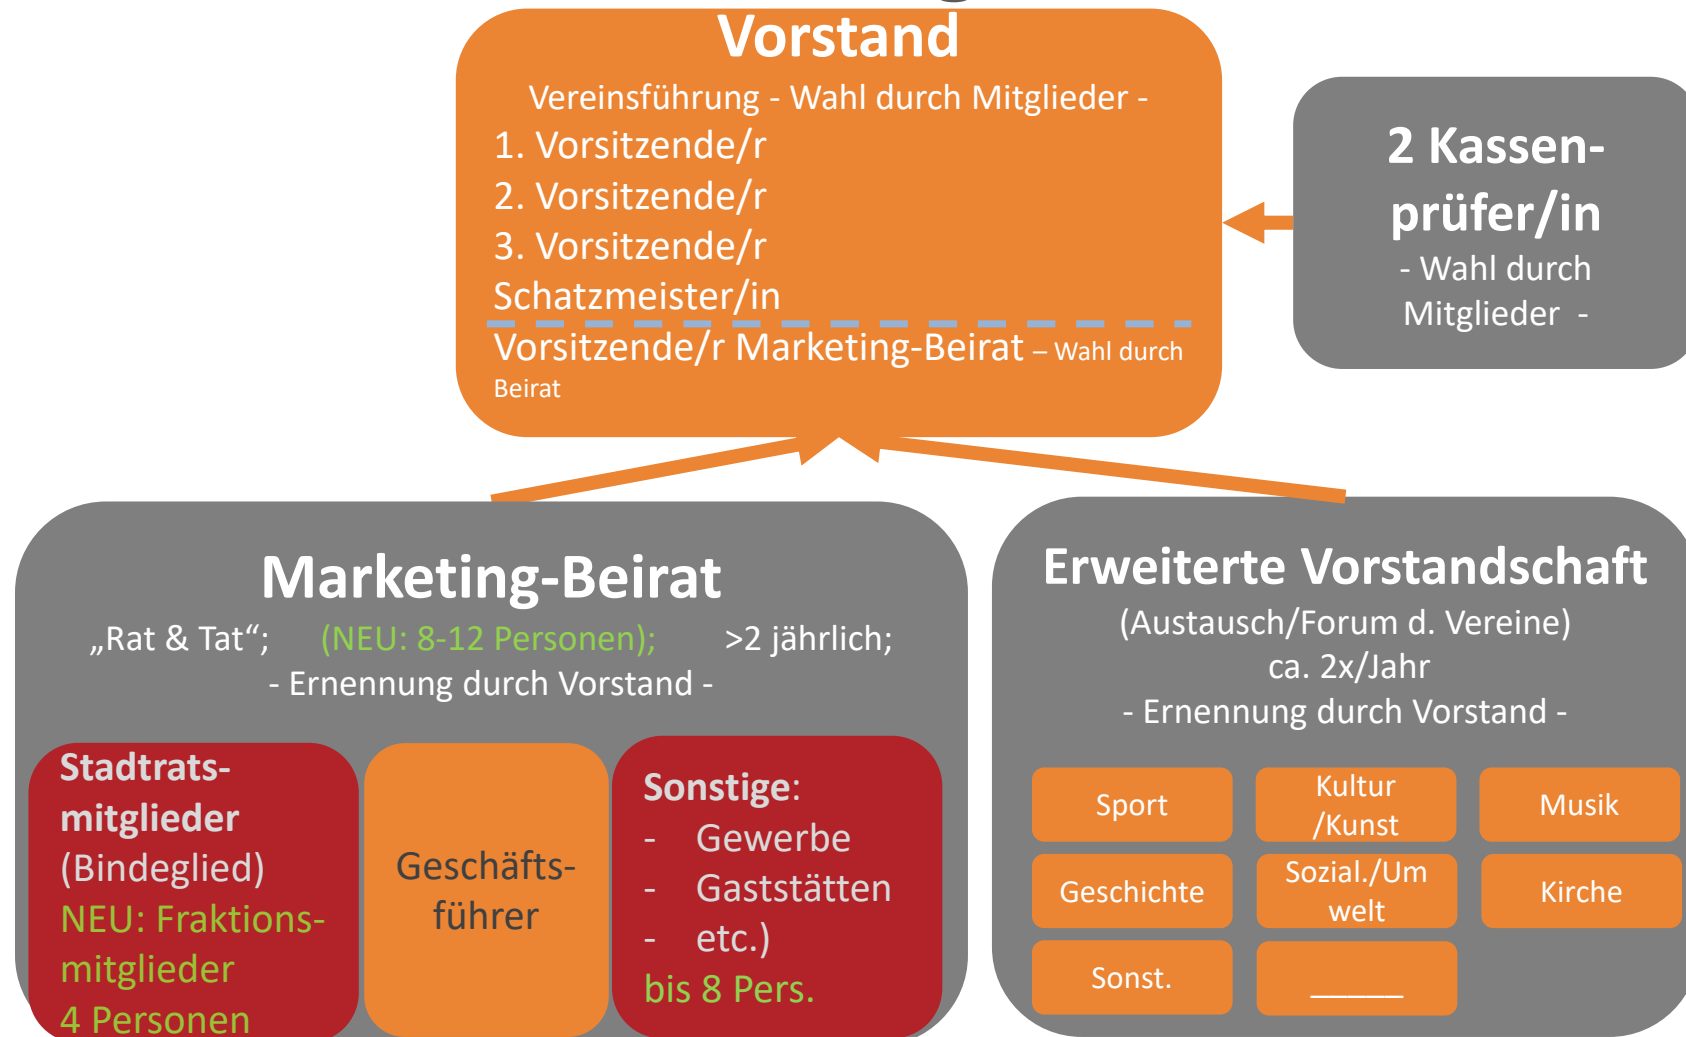 Vorstand
Vereinsführung - Wahl durch Mitglieder -
1. Vorsitzende/r
2. Vorsitzende/r
3. Vorsitzende/r
Schatzmeister/in
Vorsitzende/r Marketing-Beirat – Wahl durch
Beirat
2 Kassen-
prüfer/in
- Wahl durch
Mitglieder -
Marketing-Beirat
„Rat & Tat“; (NEU: 8-12 Personen); >2 jährlich;
- Ernennung durch Vorstand -
Stadtrats-
mitglieder
(Bindeglied)
NEU: Fraktions-
mitglieder
4 Personen
Geschäfts-
führer
Sonstige:
- Gewerbe
- Gaststätten
- etc.)
bis 8 Pers.
Erweiterte Vorstandschaft
(Austausch/Forum d. Vereine)
ca. 2x/Jahr
- Ernennung durch Vorstand -
Sport
Kultur
/Kunst
Musik
Geschichte
Sozial./Um
welt
Kirche
Sonst.
_____